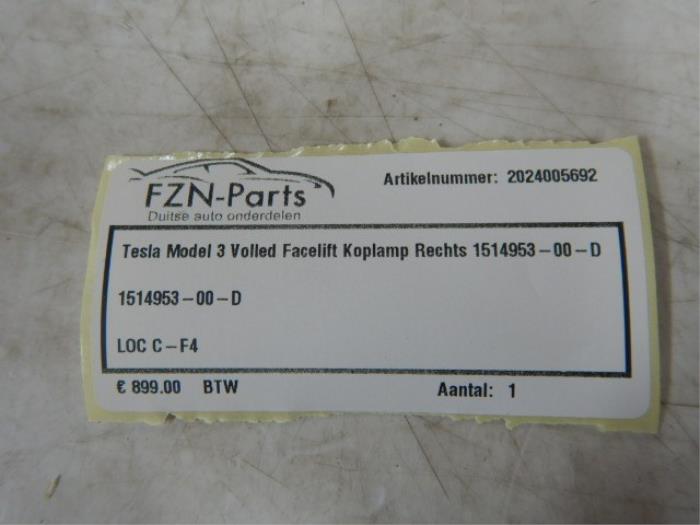 FZN-Parts
Duitse auto onderdelen
Artikelnummer: 2024005692
Tesla Model 3 Volled Facelift Koplamp Rechts 1514953-00-D
1514953-00-D
LOC C-F4
€ 899.00 BTW Aantal: 1